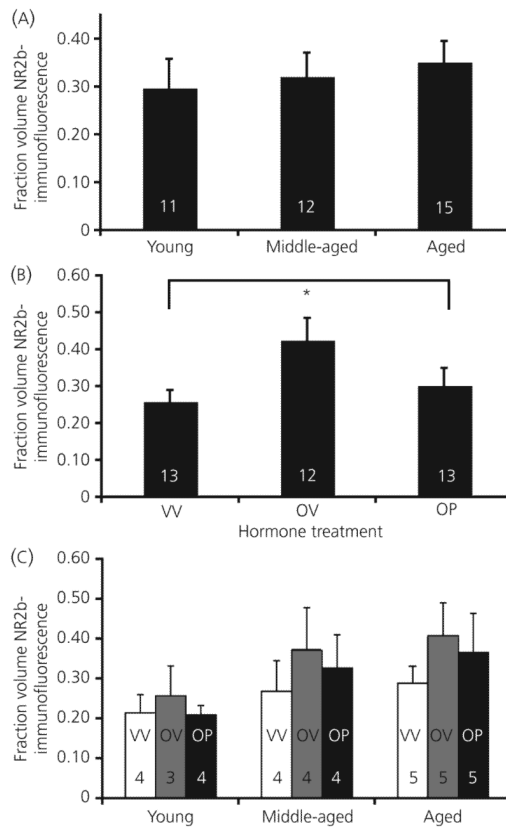 (A)
Fraction volume NR2b-
immunofluorescence
0.40
0.30
0.20
0.10
0
11
12
15
Young
Middle-aged
Aged
(B)
Fraction volume NR2b-
immunofluorescence
0.60
0.50
0.40
0.30
0.20
0.10
0
*
13
12
13
VV
OV
OP
Hormone treatment
(C)
Fraction volume NR2b-
immunofluorescence
0.60
0.50
0.40
0.30
0.20
0.10
0
VV OV OP
4 3 4
VV OV OP
4 4 4
VV OV OP
5 5 5
Young
Middle-aged
Aged